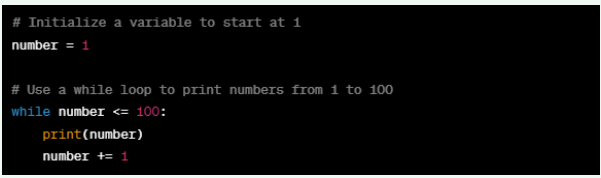 # Initialize a variable to start at 1
number = 1
# Use a while loop to print numbers from 1 to 100
while number <= 100:
    print(number)
    number += 1